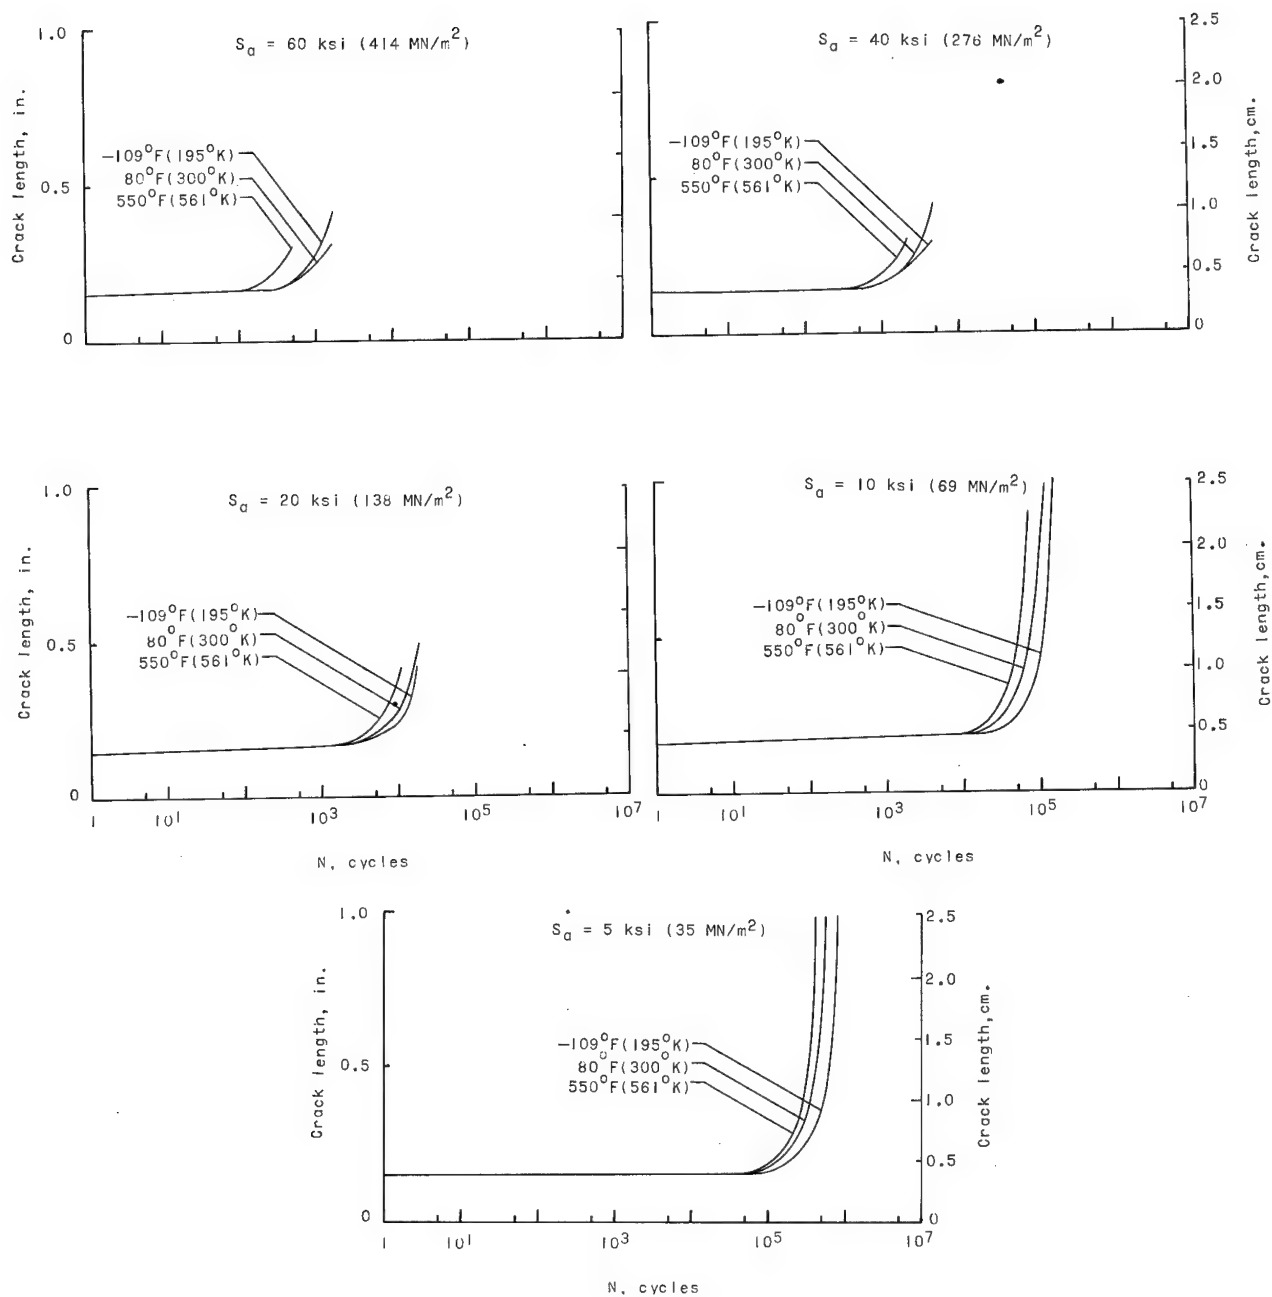 S_a = 60 ksi (414 MN/m²)
1.0
0.5
0
Crack length, in.
−109°F(195°K)
80°F(300°K)
550°F(561°K)
S_a = 40 ksi (276 MN/m²)
−109°F(195°K)
80°F(300°K)
550°F(561°K)
2.5
2.0
1.5
1.0
0.5
0
Crack length,cm.
S_a = 20 ksi (138 MN/m²)
1.0
0.5
0
Crack length, in.
−109°F(195°K)
80°F(300°K)
550°F(561°K)
1 10¹ 10³ 10⁵ 10⁷
N, cycles
S_a = 10 ksi (69 MN/m²)
−109°F(195°K)
80°F(300°K)
550°F(561°K)
2.5
2.0
1.5
1.0
0.5
0
Crack length,cm.
1 10¹ 10³ 10⁵ 10⁷
N, cycles
S_a = 5 ksi (35 MN/m²)
1.0
0.5
0
Crack length, in.
−109°F(195°K)
80°F(300°K)
550°F(561°K)
2.5
2.0
1.5
1.0
0.5
0
Crack length,cm.
1 10¹ 10³ 10⁵ 10⁷
N, cycles